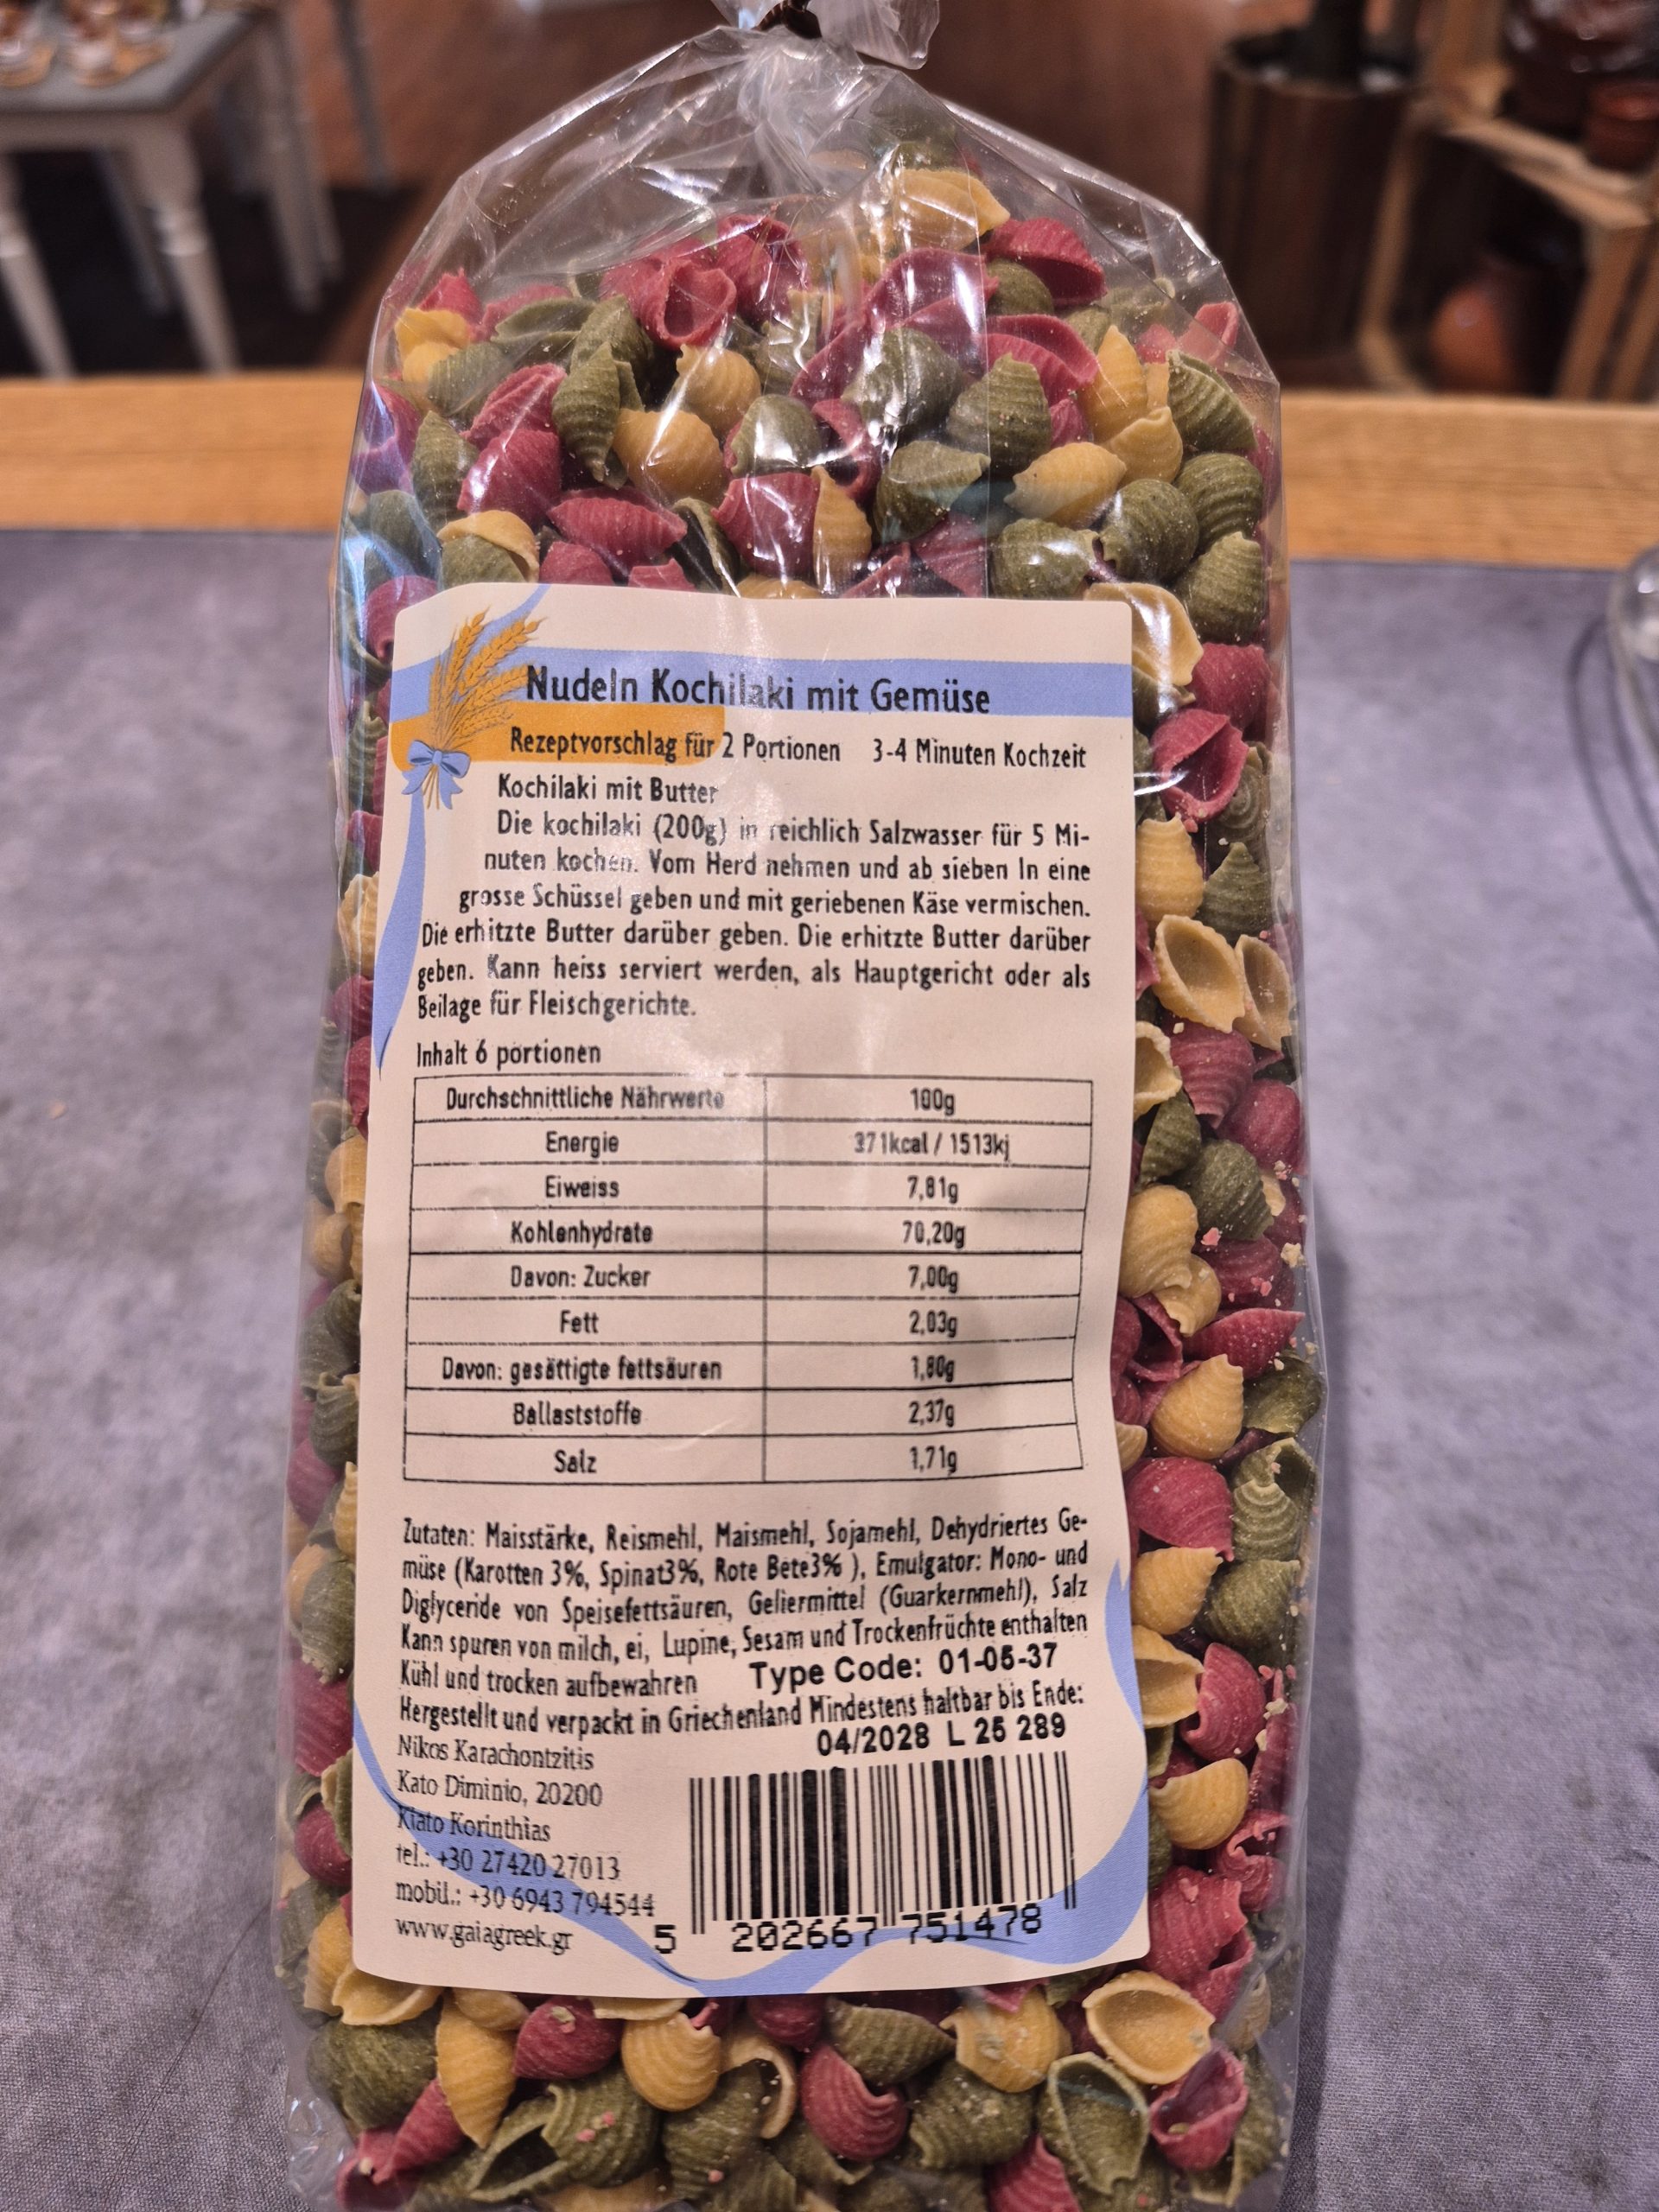 Nudeln Kochilaki mit Gemüse
Rezeptvorschlag für 2 Portionen 3-4 Minuten Kochzeit
Kochilaki mit Butter
Die kochilaki (200g) in reichlich Salzwasser für 5 Mi-
nuten kochen. Vom Herd nehmen und ab sieben In eine
grosse Schüssel geben und mit geriebenen Käse vermischen.
Die erhitzte Butter darüber geben. Die erhitzte Butter darüber
geben. Kann heiss serviert werden, als Hauptgericht oder als
Beilage für Fleischgerichte.
Inhalt 6 portionen
Durchschnittliche Nährwerte 100g
Energie 371kcal / 1513kj
Eiweiss 7,81g
Kohlenhydrate 70,20g
Davon: Zucker 7,00g
Fett 2,03g
Davon: gesättigte fettsäuren 1,80g
Ballaststoffe 2,37g
Salz 1,71g
Zutaten: Maisstärke, Reismehl, Maismehl, Sojamehl, Dehydriertes Ge-
müse (Karotten 3%, Spinat3%, Rote Bete3% ), Emulgator: Mono- und
Diglyceride von Speisefettsäuren, Geliermittel (Guarkernmehl), Salz
Kann spuren von milch, ei, Lupine, Sesam und Trockenfrüchte enthalten
Kühl und trocken aufbewahren Type Code: 01-05-37
Hergestellt und verpackt in Griechenland Mindestens haltbar bis Ende:
04/2028 L 25 289
Nikos Karachontzitis
Kato Diminio, 20200
Kiato Korinthias
tel.: +30 27420 27013
mobil.: +30 6943 794544
www.gaiagreek.gr
5 202667 751478